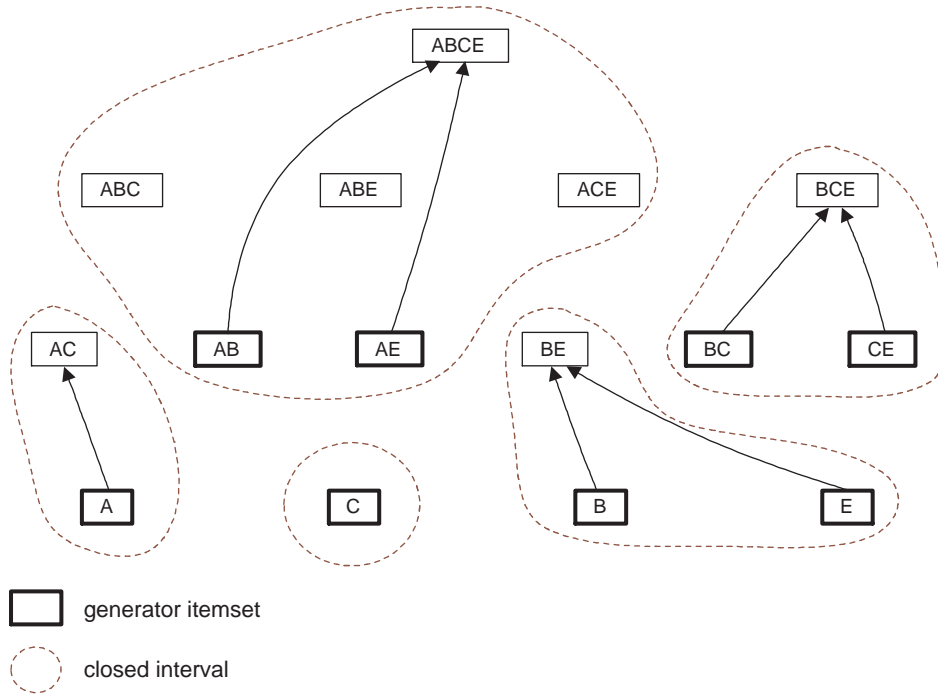 ABCE
ABC
ABE
ACE
BCE
AC
AB
AE
BE
BC
CE
A
C
B
E
generator itemset
closed interval